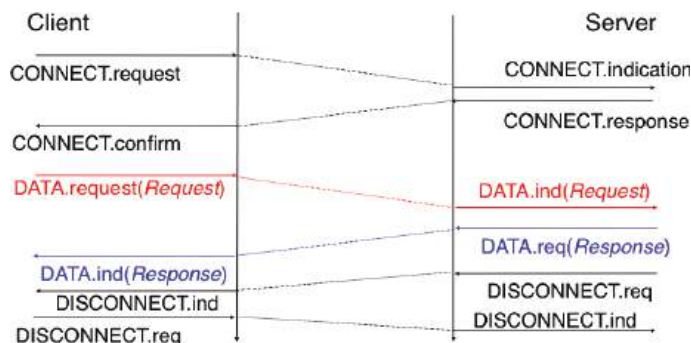 Client
Server
CONNECT.request
CONNECT.indication
CONNECT.response
CONNECT.confirm
DATA.request(Request)
DATA.ind(Request)
DATA.req(Response)
DATA.ind(Response)
DISCONNECT.req
DISCONNECT.ind
DISCONNECT.ind
DISCONNECT.req